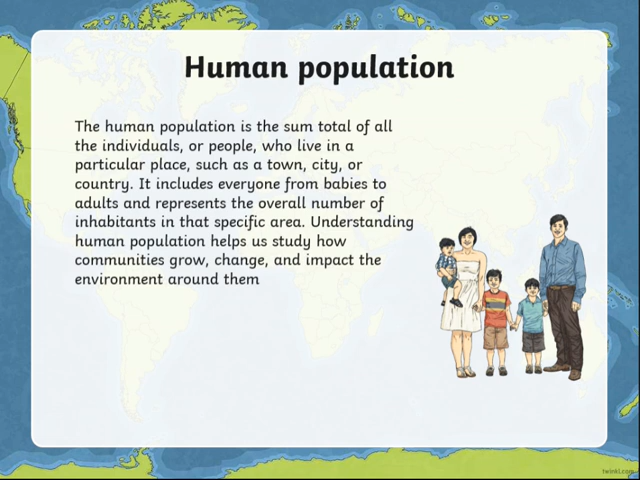 Human population
The human population is the sum total of all
the individuals, or people, who live in a
particular place, such as a town, city, or
country. It includes everyone from babies to
adults and represents the overall number of
inhabitants in that specific area. Understanding
human population helps us study how
communities grow, change, and impact the
environment around them
twinkl.com